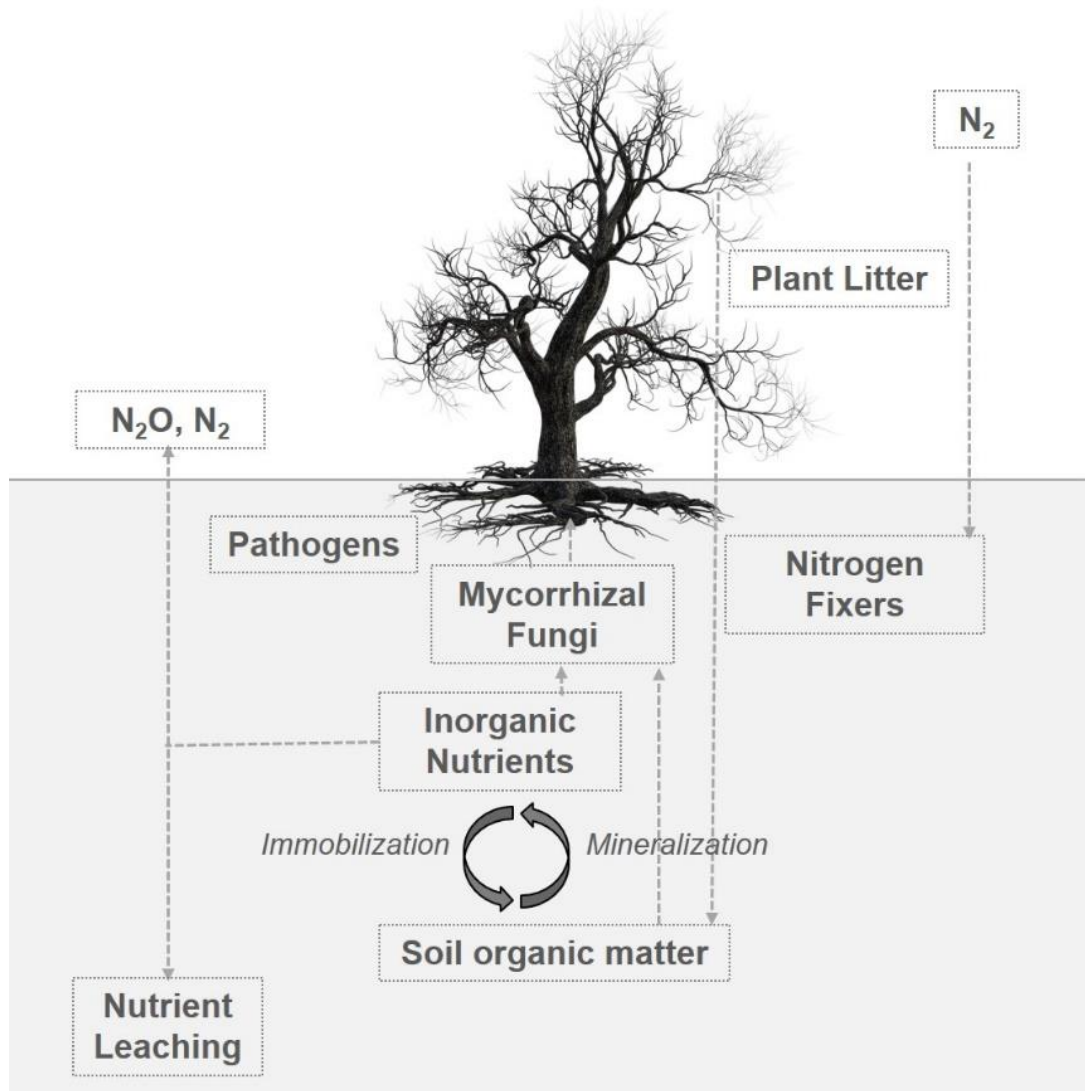 N₂
Plant Litter
N₂O, N₂
Pathogens
Nitrogen
Fixers
Mycorrhizal
Fungi
Inorganic
Nutrients
Immobilization
Mineralization
Soil organic matter
Nutrient
Leaching